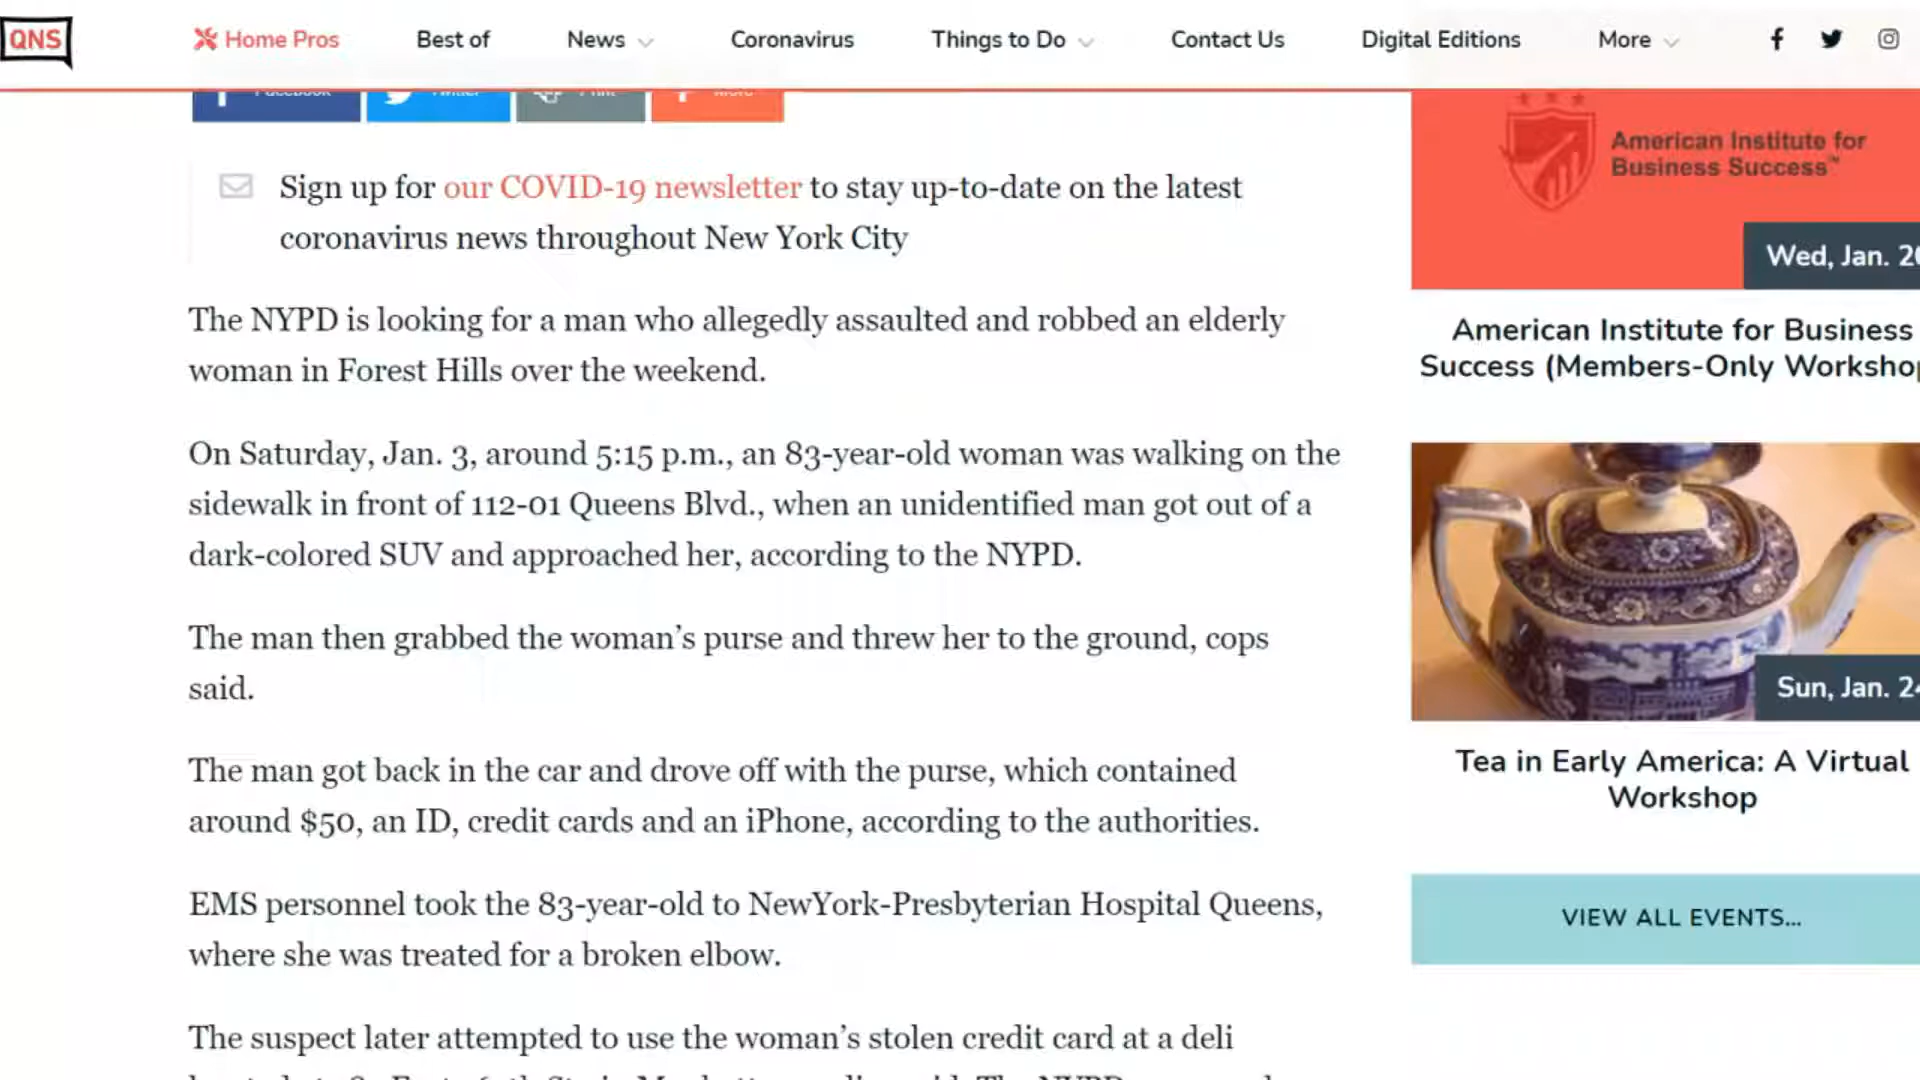 QNS
Home Pros
Best of
News
Coronavirus
Things to Do
Contact Us
Digital Editions
More
Sign up for our COVID-19 newsletter to stay up-to-date on the latest
coronavirus news throughout New York City
The NYPD is looking for a man who allegedly assaulted and robbed an elderly
woman in Forest Hills over the weekend.
On Saturday, Jan. 3, around 5:15 p.m., an 83-year-old woman was walking on the
sidewalk in front of 112-01 Queens Blvd., when an unidentified man got out of a
dark-colored SUV and approached her, according to the NYPD.
The man then grabbed the woman's purse and threw her to the ground, cops
said.
The man got back in the car and drove off with the purse, which contained
around $50, an ID, credit cards and an iPhone, according to the authorities.
EMS personnel took the 83-year-old to NewYork-Presbyterian Hospital Queens,
where she was treated for a broken elbow.
The suspect later attempted to use the woman's stolen credit card at a deli
American Institute for
Business Success™
Wed, Jan.
American Institute for Business
Success (Members-Only
Sun, Jan.
Tea in Early America: A Virtual
Workshop
VIEW ALL EVENTS...